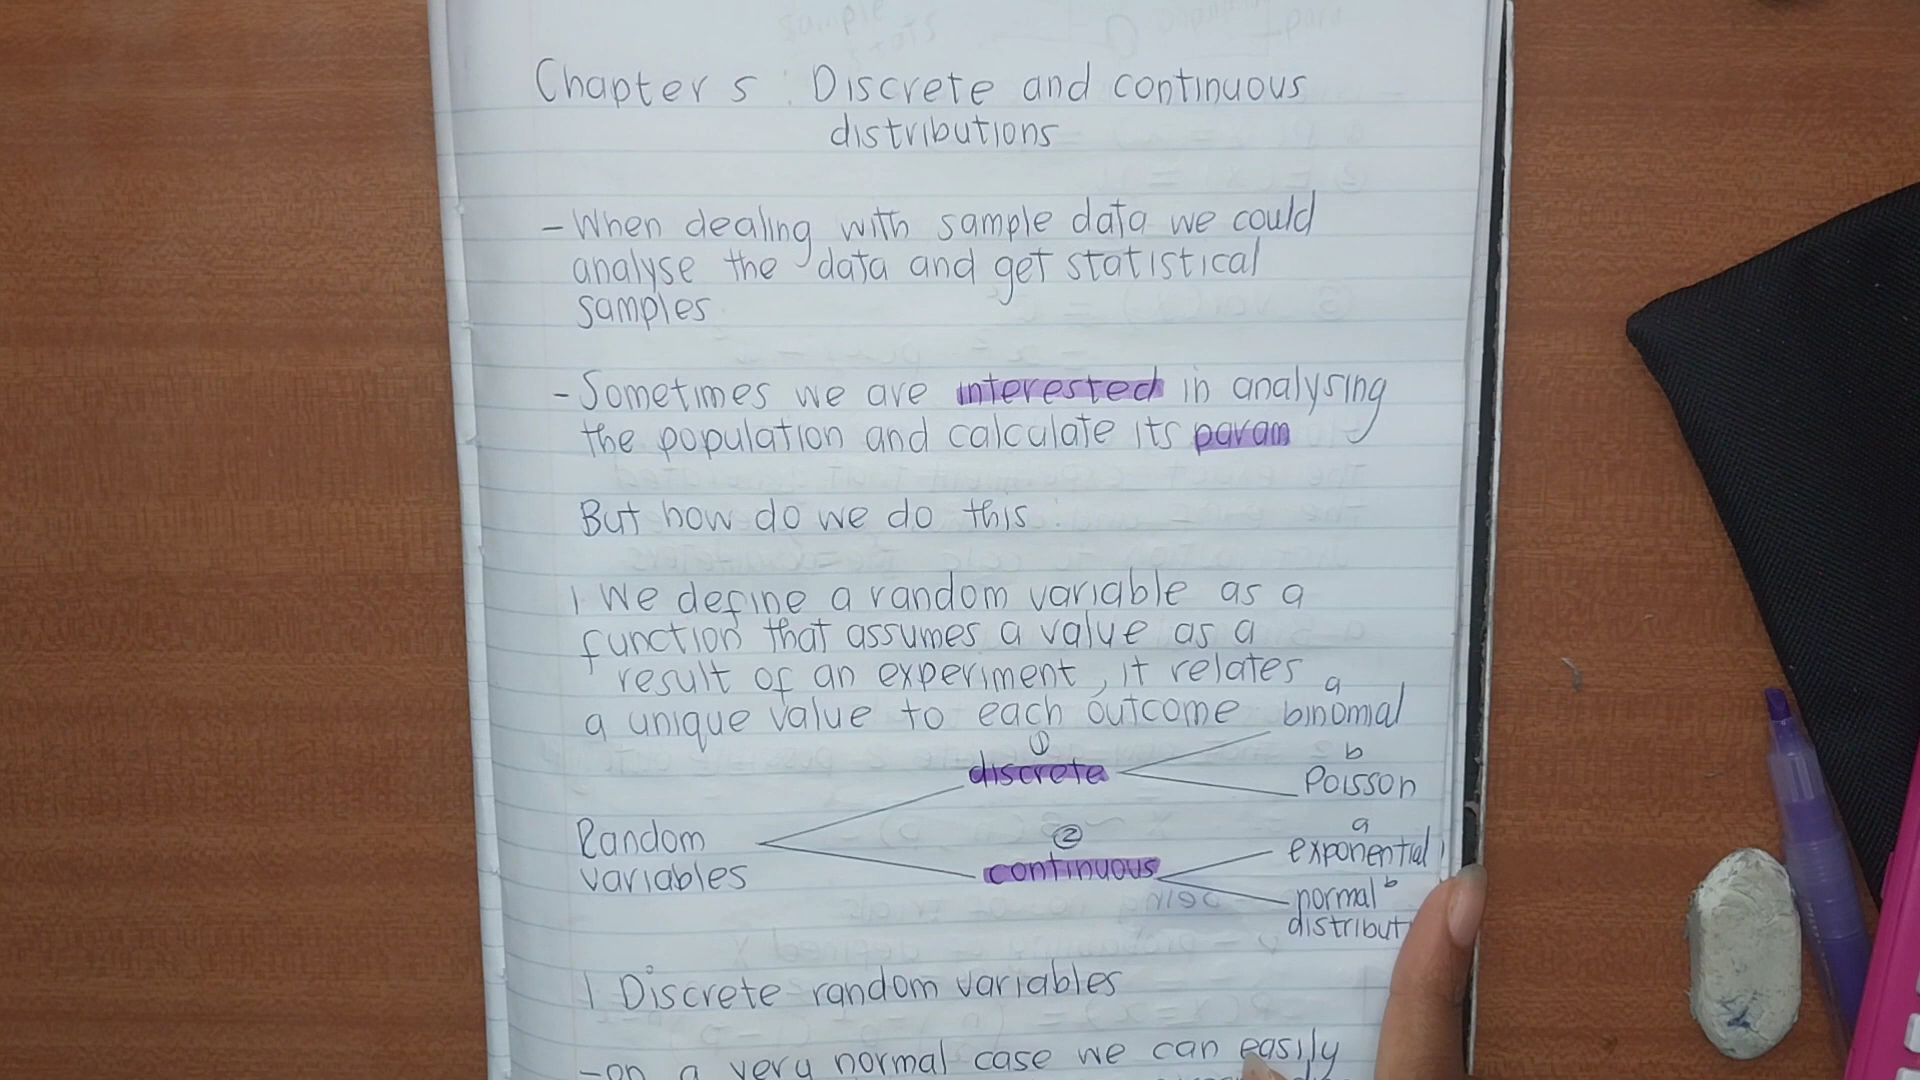 Chapter 5 : Discrete and continuous
distributions
- When dealing with sample data we could
analyse the data and get statistical
samples
- Sometimes we are interested in analysing
the population and calculate its param
But how do we do this :
1 We define a random variable as a
function that assumes a value as a
result of an experiment, it relates
a unique value to each outcome
a
binomial
①
discrete
b
Poisson
Random
variables
②
continuous
a
exponential
normal b
distribut
1 Discrete random variables
- on a very normal case we can easily